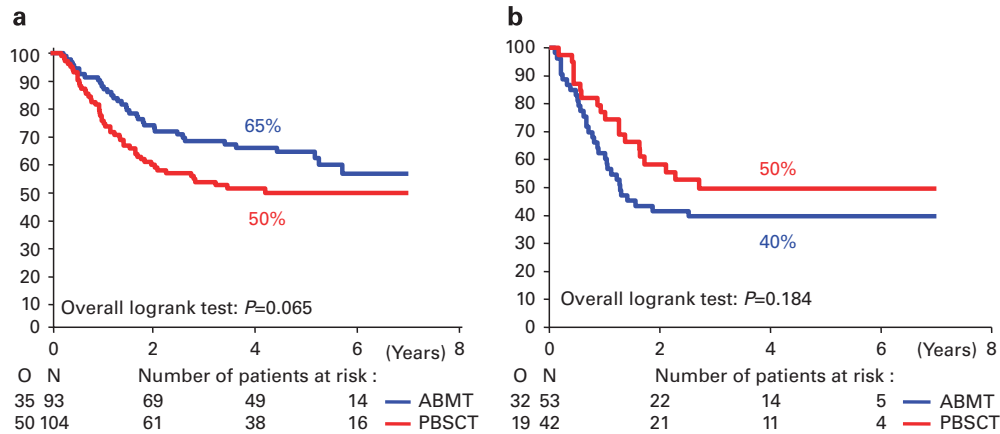 a
100
90
80
70
60
50
40
30
20
10
0
65%
50%
Overall logrank test: P=0.065
0 2 4 6 (Years) 8
O N Number of patients at risk :
35 93 69 49 14 ABMT
50 104 61 38 16 PBSCT
b
100
90
80
70
60
50
40
30
20
10
0
50%
40%
Overall logrank test: P=0.184
0 2 4 6 (Years) 8
O N Number of patients at risk :
32 53 22 14 5 ABMT
19 42 21 11 4 PBSCT